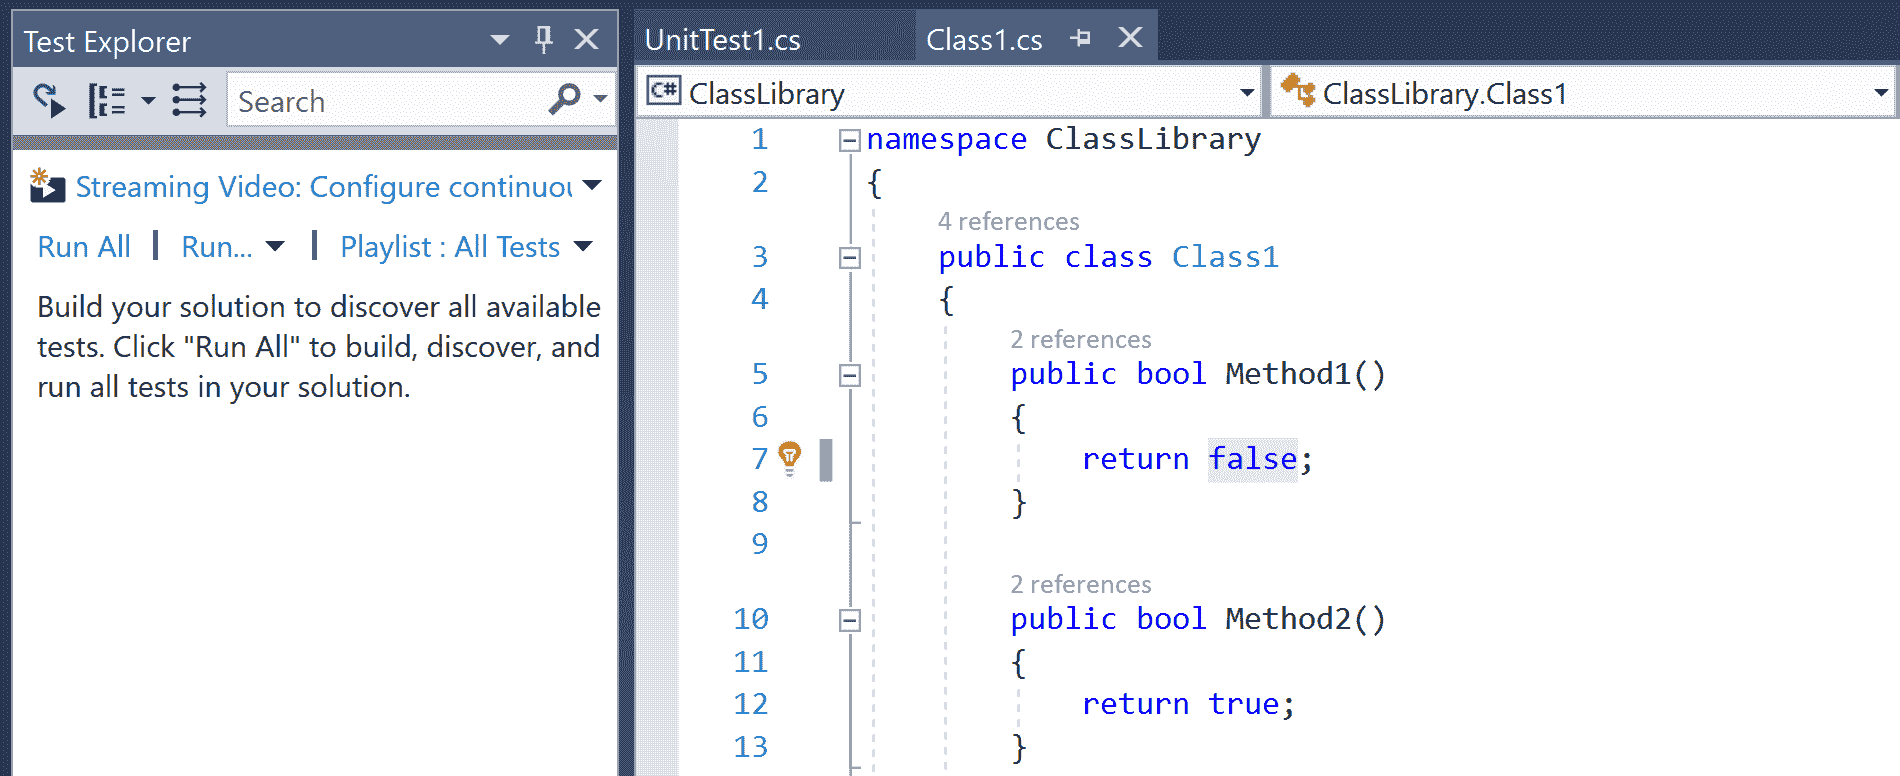 Test Explorer
Search
Streaming Video: Configure continuou
Run All | Run... | Playlist : All Tests
Build your solution to discover all available
tests. Click "Run All" to build, discover, and
run all tests in your solution.
UnitTest1.cs Class1.cs
C# ClassLibrary ClassLibrary.Class1
1 namespace ClassLibrary
2 {
4 references
3 public class Class1
4 {
2 references
5 public bool Method1()
6 {
7 return false;
8 }
9
2 references
10 public bool Method2()
11 {
12 return true;
13 }